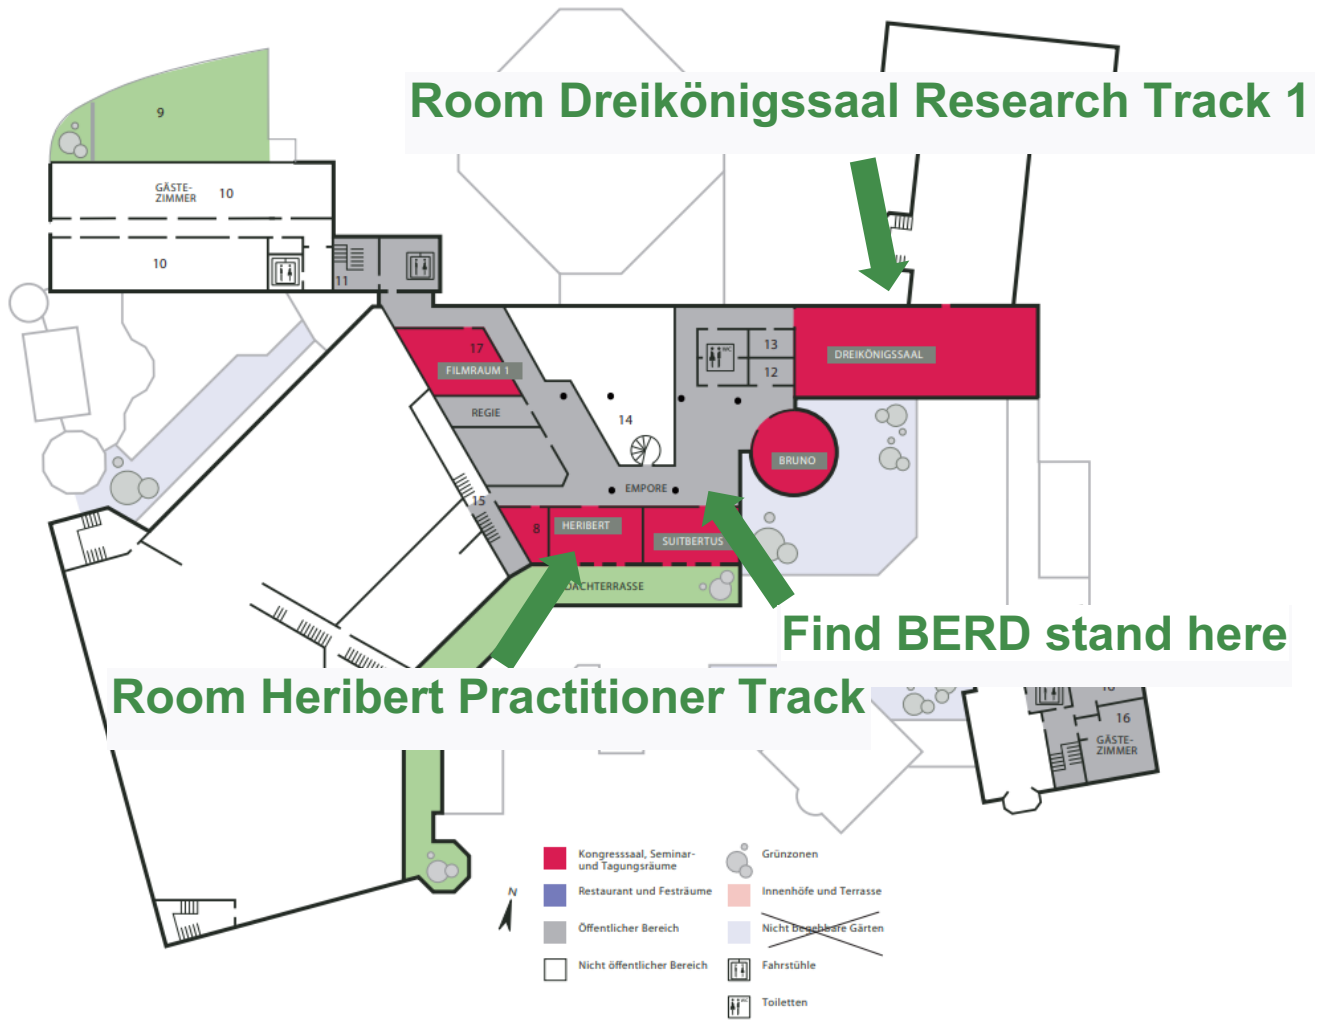 Room Dreikönigssaal Research Track 1
9
GÄSTE-
ZIMMER
10
10
11
17
FILMRAUM 1
REGIE
13
12
WC
DREIKÖNIGSSAAL
14
BRUNO
EMPORE
15
8
HERIBERT
SUITBERTUS
DACHTERRASSE
Find BERD stand here
Room Heribert Practitioner Track
16
GÄSTE-
ZIMMER
N
Kongresssaal, Seminar-
und Tagungsräume
Restaurant und Festräume
Öffentlicher Bereich
Nicht öffentlicher Bereich
Grünzonen
Innenhöfe und Terrasse
Nicht begehbare Gärten
Fahrstühle
Toiletten